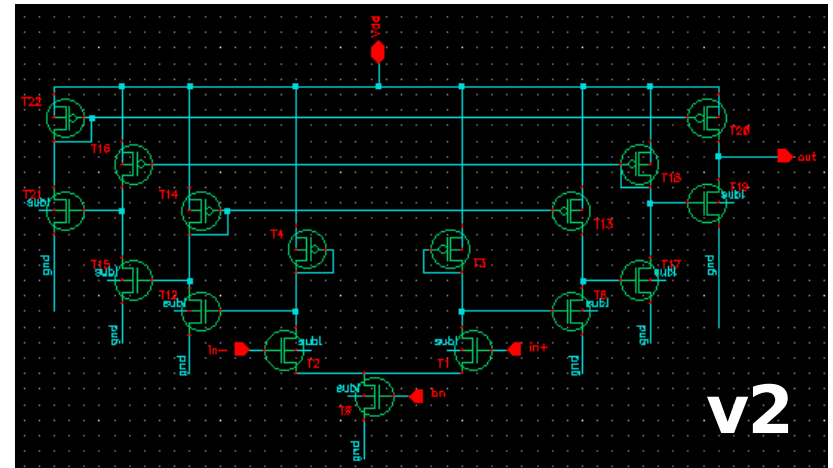 Vdd
T22
T20
T16
T18
out
T21
T14
T19
subl
subl
T13
T4
T3
gnd
gnd
T15
subl
T17
subl
T12
subl
T8
subl
gnd
gnd
gnd
gnd
in-
subl
T2
subl
T1
in+
subl
bn
gnd
v2